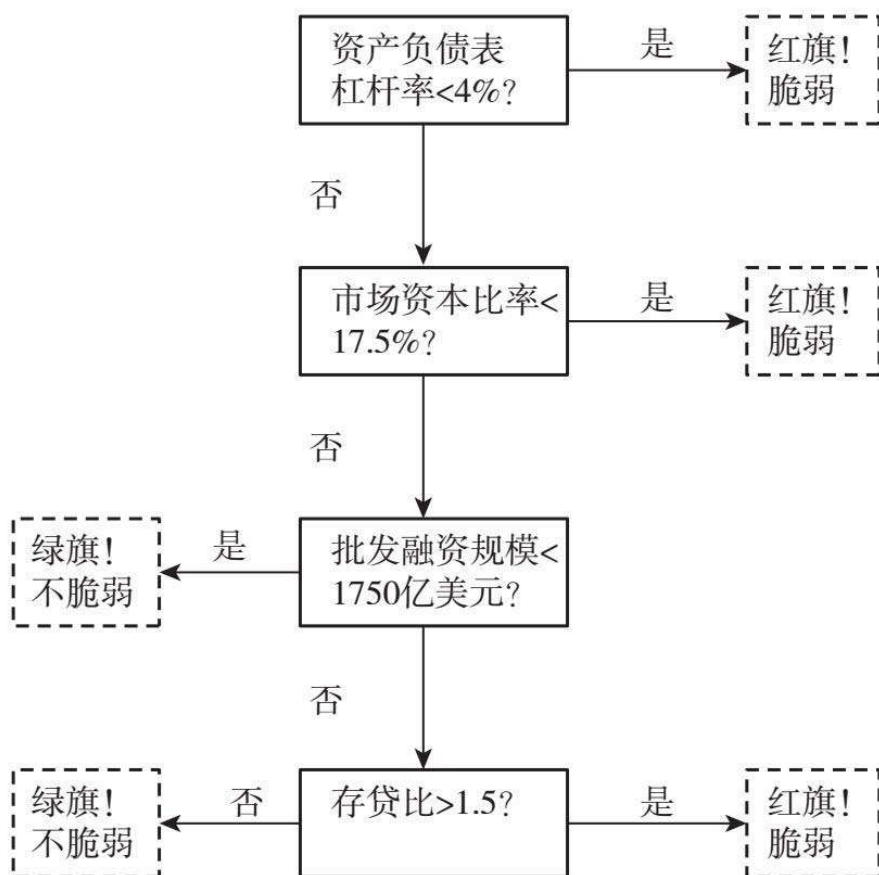 资产负债表
杠杆率<4%?
是
红旗!
脆弱
否
市场资本比率<
17.5%?
是
红旗!
脆弱
否
绿旗!
不脆弱
是
批发融资规模<
1750亿美元?
否
绿旗!
不脆弱
否
存贷比>1.5?
是
红旗!
脆弱